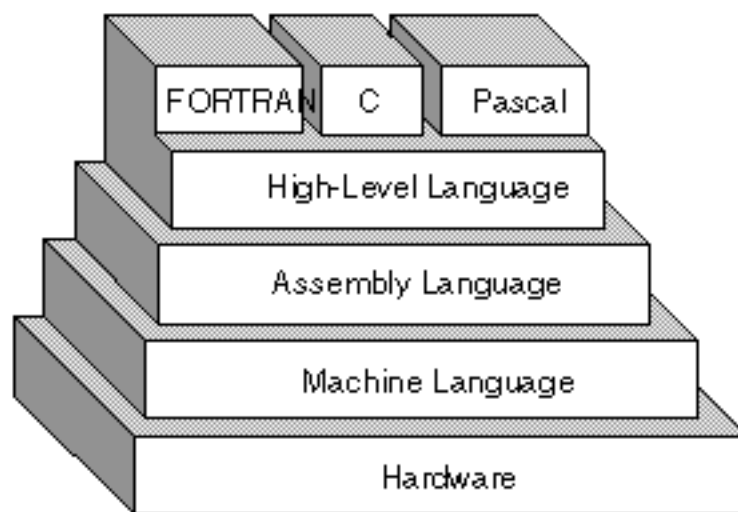 FORTRAN C Pascal
High-Level Language
Assembly Language
Machine Language
Hardware